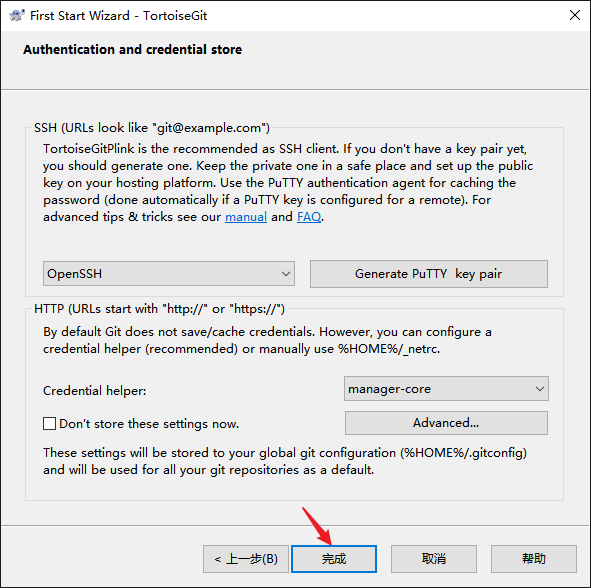 First Start Wizard - TortoiseGit
Authentication and credential store
SSH (URLs look like "git@example.com")
TortoiseGitPlink is the recommended as SSH client. If you don't have a key pair yet,
you should generate one. Keep the private one in a safe place and set up the public
key on your hosting platform. Use the PuTTY authentication agent for caching the
password (done automatically if a PuTTY key is configured for a remote). For
advanced tips & tricks see our manual and FAQ.
OpenSSH
Generate PuTTY key pair
HTTP (URLs start with "http://" or "https://")
By default Git does not save/cache credentials. However, you can configure a
credential helper (recommended) or manually use %HOME%/_netrc.
Credential helper:
manager-core
Don't store these settings now.
Advanced...
These settings will be stored to your global git configuration (%HOME%/.gitconfig)
and will be used for all your git repositories as a default.
< 上一步(B)
完成
取消
帮助